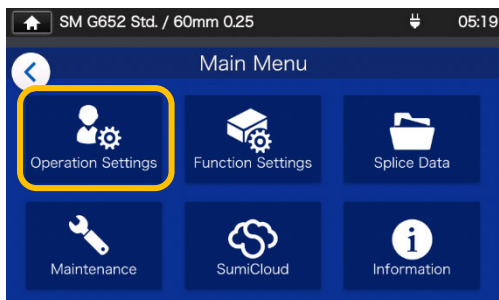 SM G652 Std. / 60mm 0.25 05:19
Main Menu
Operation Settings Function Settings Splice Data
Maintenance SumiCloud Information